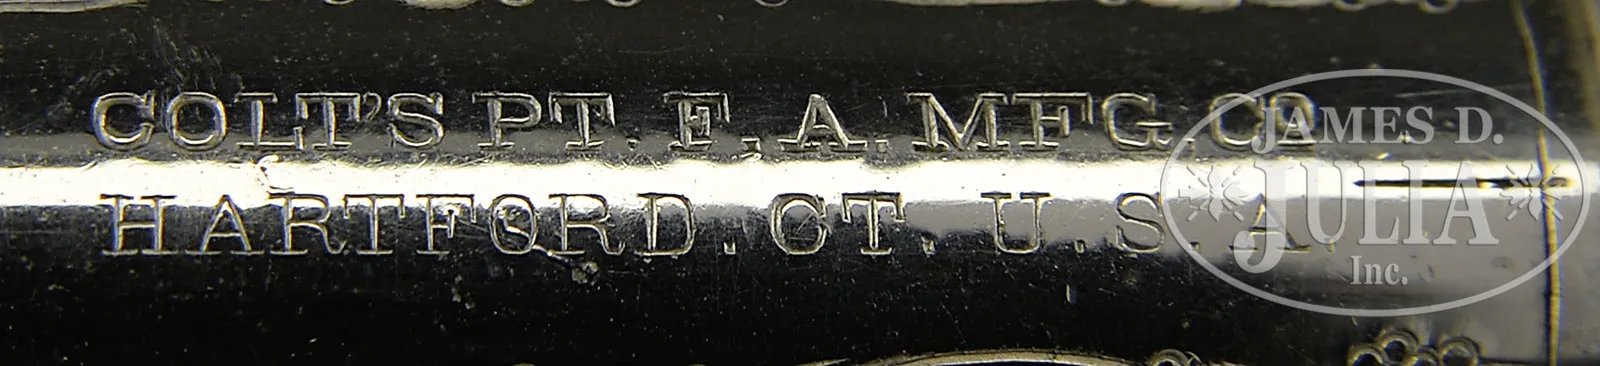 COLT'S PT. F. A. MFG. CO.
HARTFORD. CT. U. S. A.
JAMES D.
JULIA
Inc.